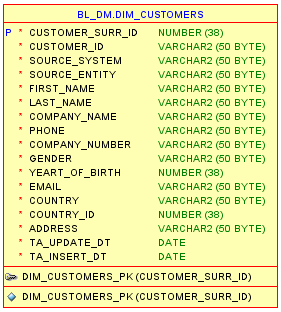 BL_DM.DIM_CUSTOMERS
P * CUSTOMER_SURR_ID NUMBER (38)
* CUSTOMER_ID VARCHAR2 (50 BYTE)
* SOURCE_SYSTEM VARCHAR2 (50 BYTE)
* SOURCE_ENTITY VARCHAR2 (50 BYTE)
* FIRST_NAME VARCHAR2 (50 BYTE)
* LAST_NAME VARCHAR2 (50 BYTE)
* COMPANY_NAME VARCHAR2 (50 BYTE)
* PHONE VARCHAR2 (50 BYTE)
* COMPANY_NUMBER VARCHAR2 (50 BYTE)
* GENDER VARCHAR2 (50 BYTE)
* YEART_OF_BIRTH NUMBER (38)
* EMAIL VARCHAR2 (50 BYTE)
* COUNTRY VARCHAR2 (50 BYTE)
* COUNTRY_ID NUMBER (38)
* ADDRESS VARCHAR2 (50 BYTE)
* TA_UPDATE_DT DATE
* TA_INSERT_DT DATE
DIM_CUSTOMERS_PK (CUSTOMER_SURR_ID)
DIM_CUSTOMERS_PK (CUSTOMER_SURR_ID)